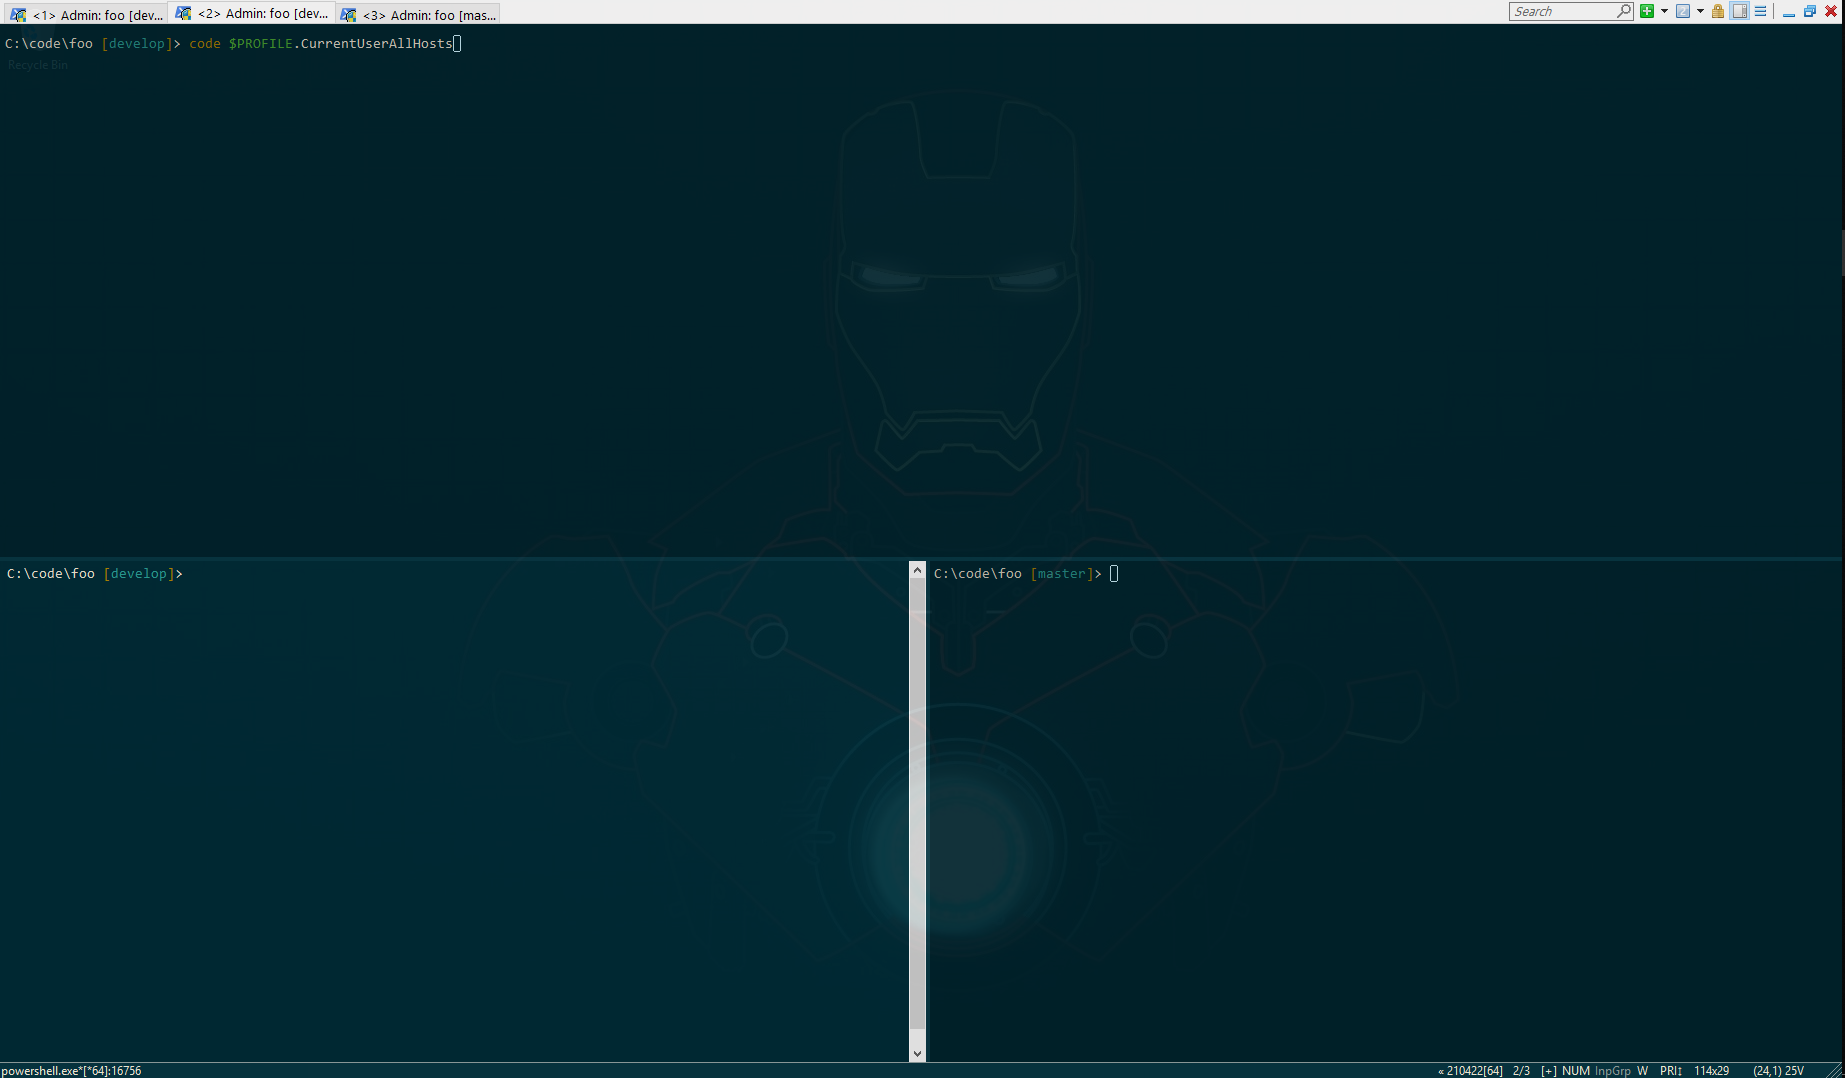 <1> Admin: foo [dev... <2> Admin: foo [dev... <3> Admin: foo [mas... Search
C:\code\foo [develop]> code $PROFILE.CurrentUserAllHosts
Recycle Bin
C:\code\foo [develop]>
C:\code\foo [master]>
powershell.exe*[*64]:16756 « 210422[64] 2/3 [+] NUM InpGrp W PRI↕ 114x29 (24,1) 25V